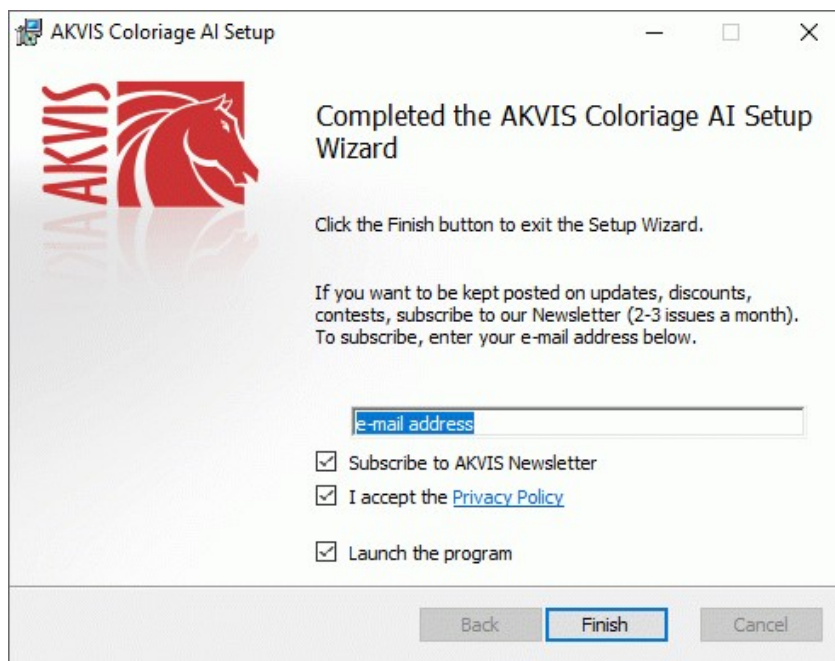 AKVIS Coloriage AI Setup
AKVIS
Completed the AKVIS Coloriage AI Setup
Wizard
Click the Finish button to exit the Setup Wizard.
If you want to be kept posted on updates, discounts,
contests, subscribe to our Newsletter (2-3 issues a month).
To subscribe, enter your e-mail address below.
e-mail address
Subscribe to AKVIS Newsletter
I accept the Privacy Policy
Launch the program
Back
Finish
Cancel